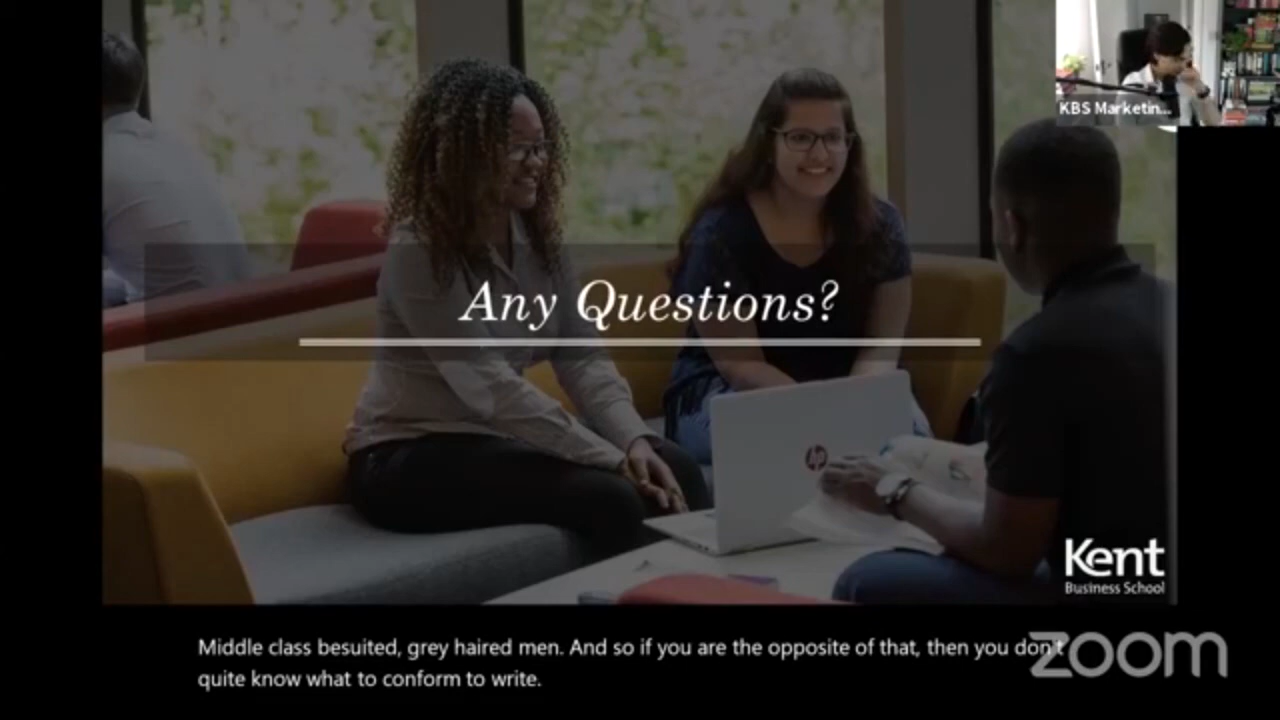 KBS Marketin...
Any Questions?
hp
Kent
Business School
Middle class besuited, grey haired men. And so if you are the opposite of that, then you don't
quite know what to conform to write.
zoom